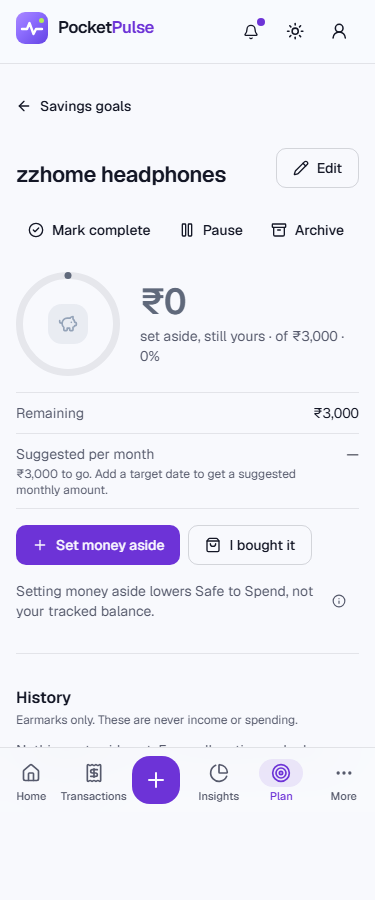 PocketPulse
Savings goals
zzhome headphones
Edit
Mark complete
Pause
Archive
₹0
set aside, still yours · of ₹3,000 ·
0%
Remaining
₹3,000
Suggested per month
—
₹3,000 to go. Add a target date to get a suggested
monthly amount.
Set money aside
I bought it
Setting money aside lowers Safe to Spend, not
your tracked balance.
History
Earmarks only. These are never income or spending.
Home
Transactions
Insights
Plan
More